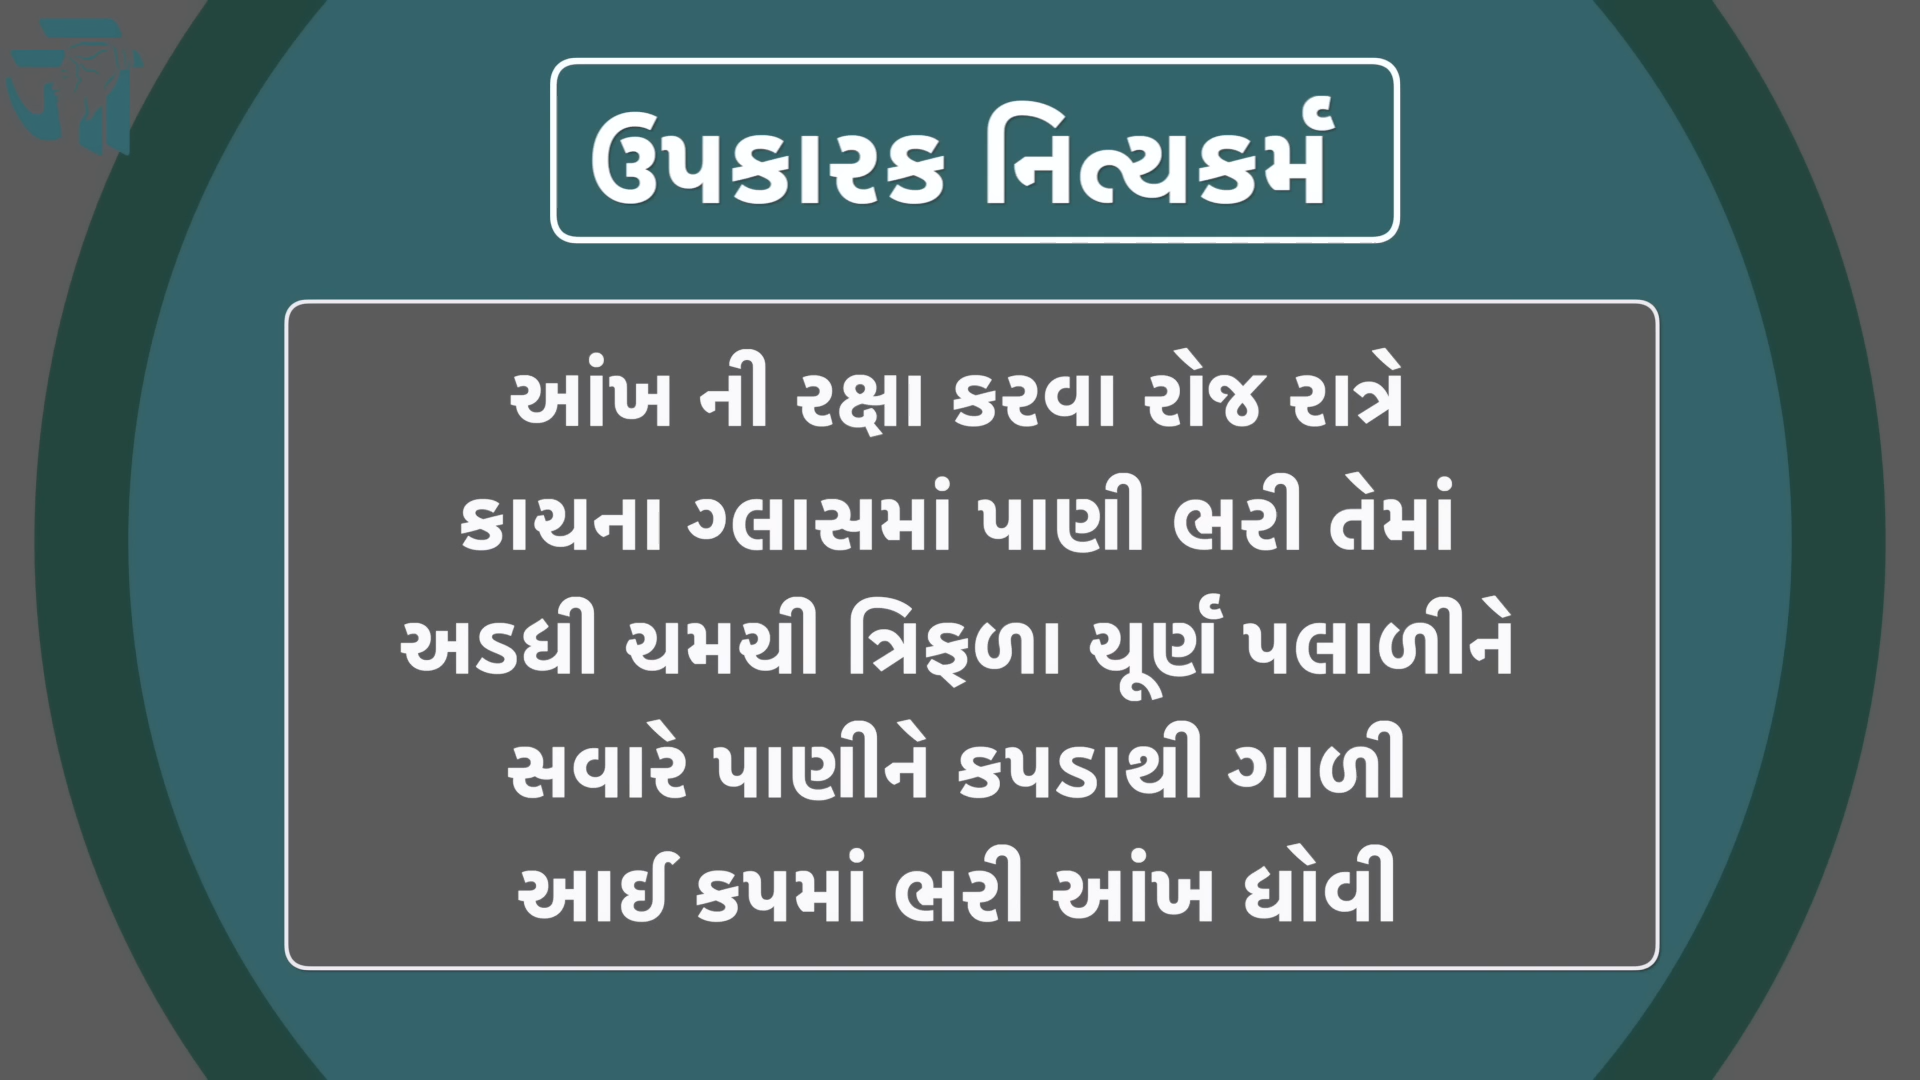 ઉપકારક નિત્યકર્મ
આંખ ની રક્ષા કરવા રોજ રાત્રે
કાચના ગ્લાસમાં પાણી ભરી તેમાં
અડધી ચમચી ત્રિફળા ચૂર્ણ પલાળીને
સવારે પાણીને કપડાથી ગાળી
આઈ કપમાં ભરી આંખ ધોવી